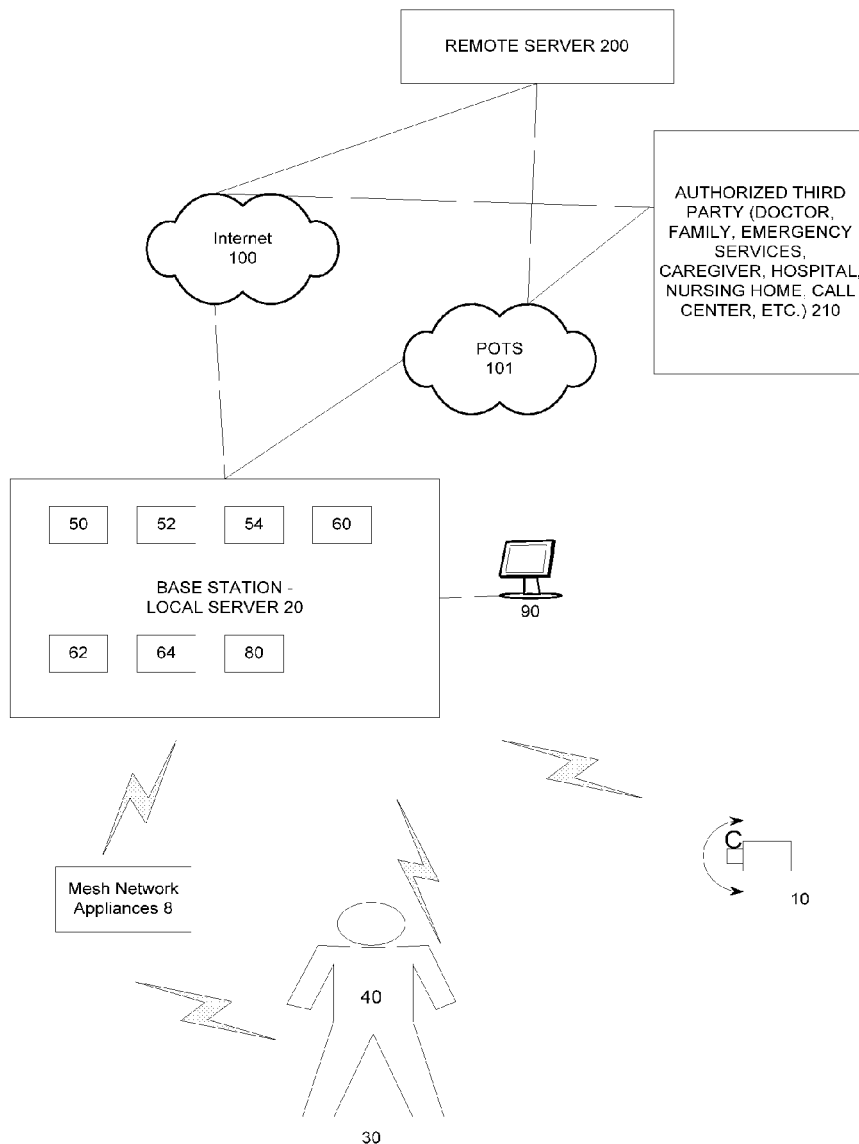 REMOTE SERVER 200
AUTHORIZED THIRD
PARTY (DOCTOR,
FAMILY, EMERGENCY
SERVICES,
CAREGIVER, HOSPITAL,
NURSING HOME, CALL
CENTER, ETC.) 210
Internet
100
POTS
101
50 52 54 60
BASE STATION -
LOCAL SERVER 20
90
62 64 80
C
10
Mesh Network
Appliances 8
40
30